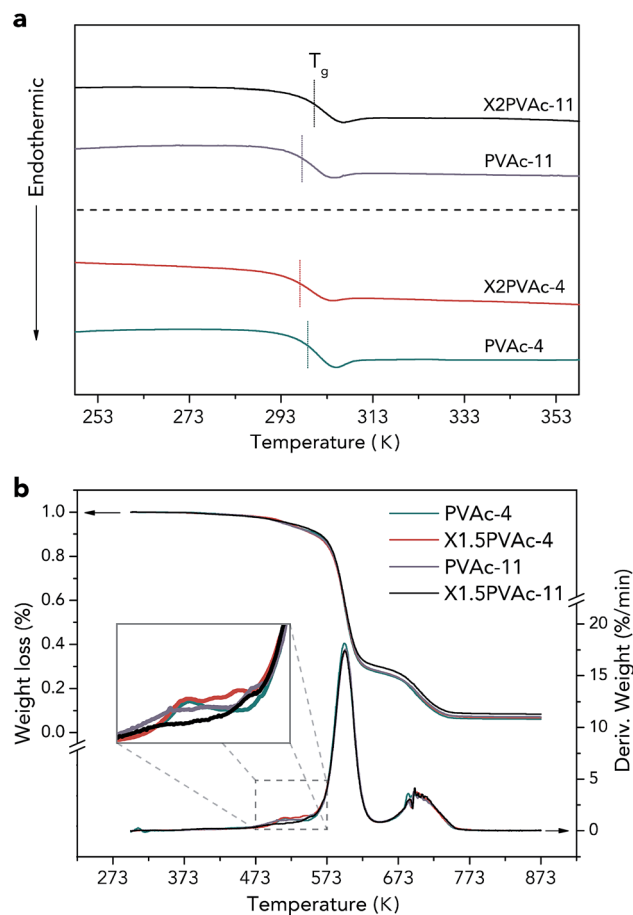 a
T g
X2PVAc-11
PVAc-11
X2PVAc-4
PVAc-4
Endothermic
253 273 293 313 333 353
Temperature (K)
b
PVAc-4
X1.5PVAc-4
PVAc-11
X1.5PVAc-11
1.0
0.8
0.6
0.4
0.2
0.0
Weight loss (%)
20
15
10
5
0
Deriv. Weight (%/min)
273 373 473 573 673 773 873
Temperature (K)